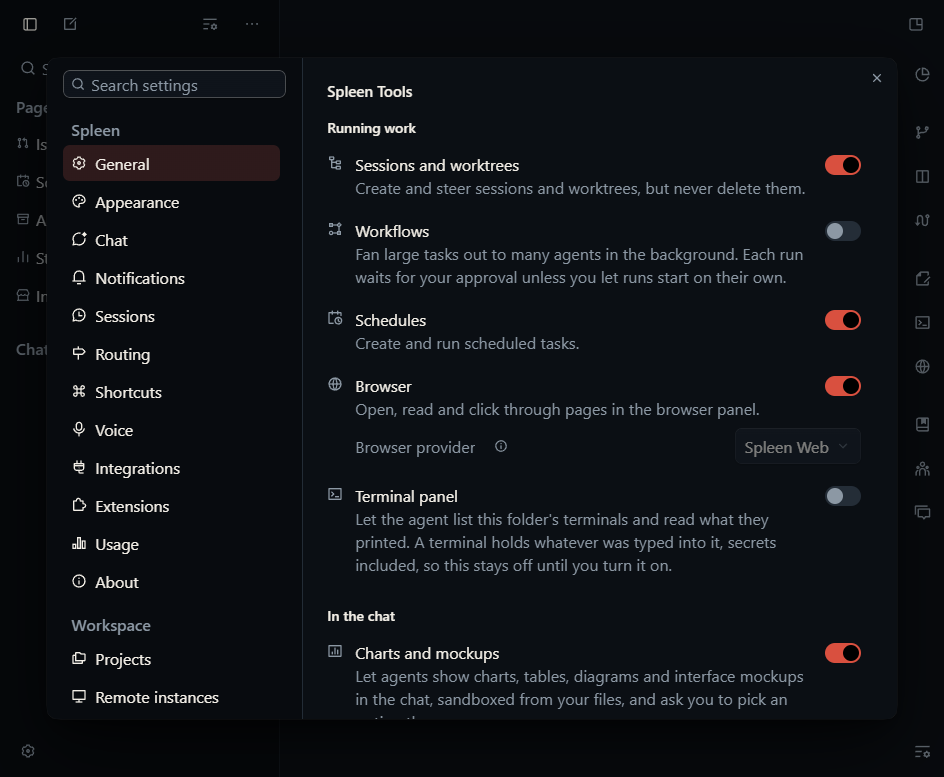 Search settings
Page
Is
Sc
A
St
In
Chat
Spleen
General
Appearance
Chat
Notifications
Sessions
Routing
Shortcuts
Voice
Integrations
Extensions
Usage
About
Workspace
Projects
Remote instances
Spleen Tools
Running work
Sessions and worktrees
Create and steer sessions and worktrees, but never delete them.
Workflows
Fan large tasks out to many agents in the background. Each run
waits for your approval unless you let runs start on their own.
Schedules
Create and run scheduled tasks.
Browser
Open, read and click through pages in the browser panel.
Browser provider
Spleen Web
Terminal panel
Let the agent list this folder's terminals and read what they
printed. A terminal holds whatever was typed into it, secrets
included, so this stays off until you turn it on.
In the chat
Charts and mockups
Let agents show charts, tables, diagrams and interface mockups
in the chat, sandboxed from your files, and ask you to pick an